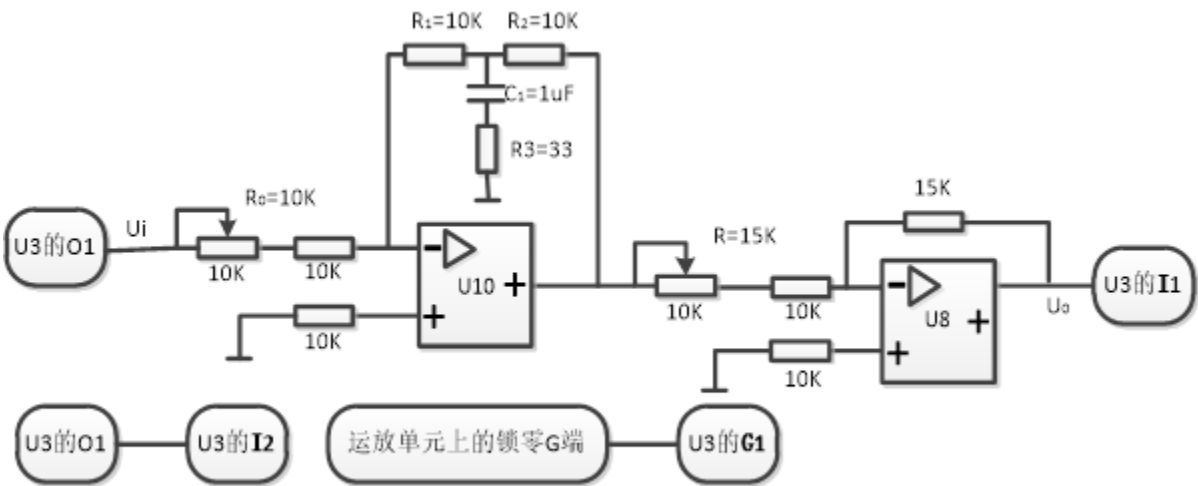 R₁=10K
R₂=10K
C₁=1uF
R3=33
R₀=10K
U3的O1
Ui
10K
10K
U10
10K
R=15K
10K
10K
15K
U8
U₀
U3的I1
10K
U3的O1
U3的I2
运放单元上的锁零G端
U3的G1